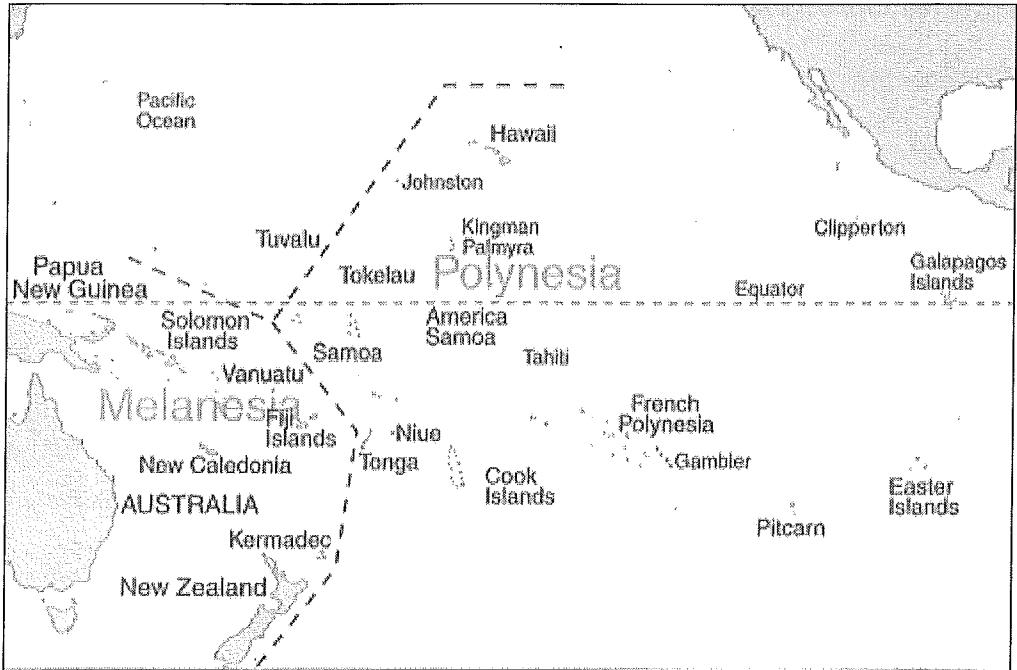 Pacific
Ocean
Hawaii
Johnston
Tuvalu
Kingman
Palmyra
Clipperton
Papua
New Guinea
Tokelau
Polynesia
Galapagos
Islands
Equator
Solomon
Islands
America
Samoa
Samoa
Tahiti
Vanuatu
Melanesia
Fiji
Islands
French
Polynesia
Niue
Tonga
New Caledonia
Gambler
Cook
Islands
Easter
Islands
AUSTRALIA
Pitcarn
Kermadec
New Zealand